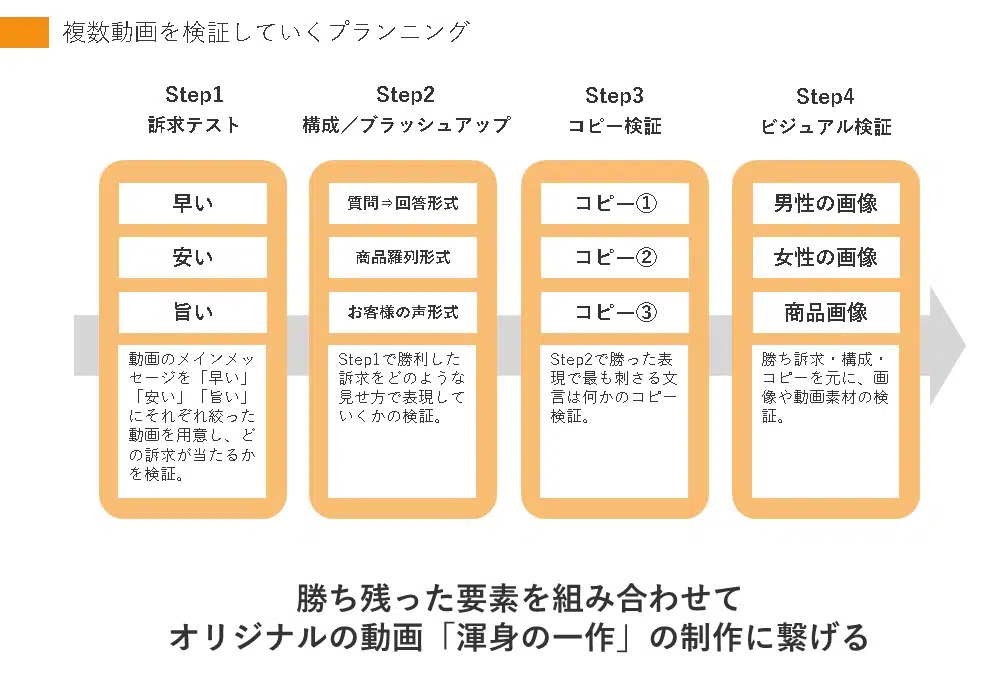 複数動画を検証していくプランニング
Step1
訴求テスト
早い
安い
旨い
動画のメインメッ
セージを「早い」
「安い」「旨い」
にそれぞれ絞った
動画を用意し、ど
の訴求が当たるか
を検証。
Step2
構成／ブラッシュアップ
質問⇒回答形式
商品羅列形式
お客様の声形式
Step1で勝利した
訴求をどのような
見せ方で表現して
いくかの検証。
Step3
コピー検証
コピー①
コピー②
コピー③
Step2で勝った表
現で最も刺さる文
言は何かのコピー
検証。
Step4
ビジュアル検証
男性の画像
女性の画像
商品画像
勝ち訴求・構成・
コピーを元に、画
像や動画素材の検
証。
勝ち残った要素を組み合わせて
オリジナルの動画「渾身の一作」の制作に繋げる